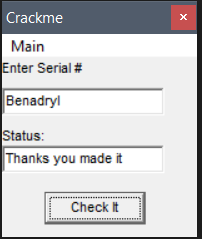 Crackme
Main
Enter Serial #
Benadryl
Status:
Thanks you made it
Check It